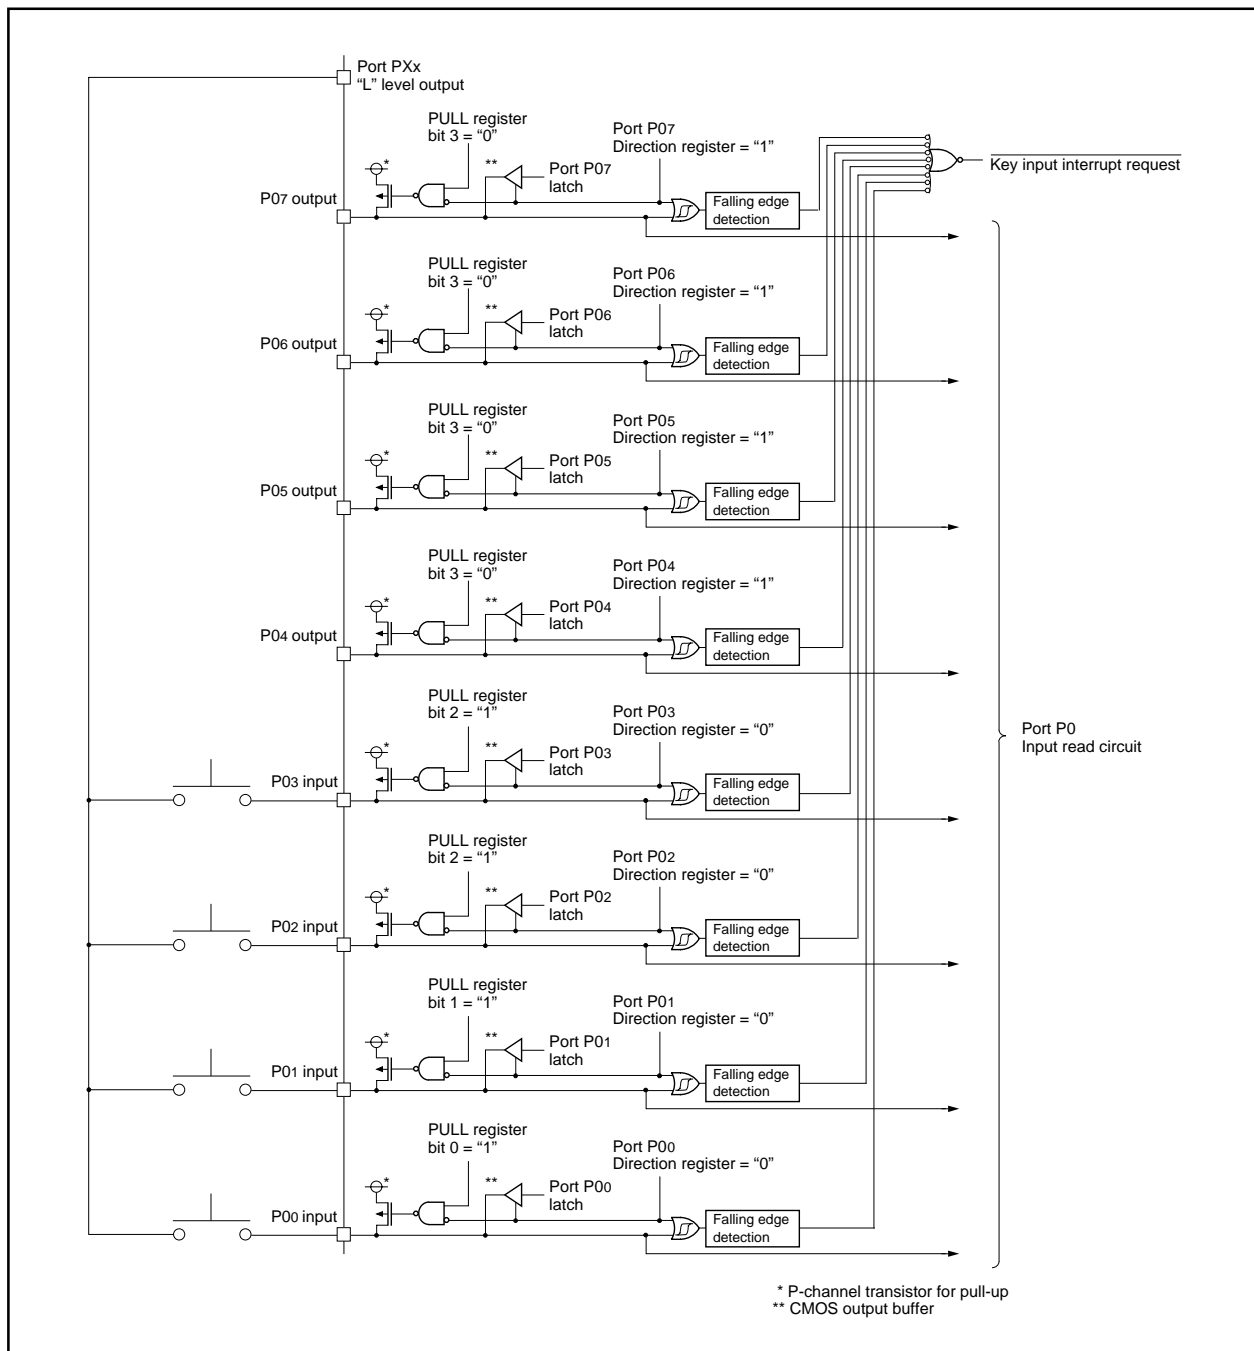 Port PXx
“L” level output
PULL register
bit 3 = “0”
Port P07
Direction register = “1”
*
**
Port P07
latch
P07 output
Falling edge
detection
Key input interrupt request
PULL register
bit 3 = “0”
Port P06
Direction register = “1”
*
**
Port P06
latch
P06 output
Falling edge
detection
PULL register
bit 3 = “0”
Port P05
Direction register = “1”
*
**
Port P05
latch
P05 output
Falling edge
detection
PULL register
bit 3 = “0”
Port P04
Direction register = “1”
*
**
Port P04
latch
P04 output
Falling edge
detection
PULL register
bit 2 = “1”
Port P03
Direction register = “0”
*
**
Port P03
latch
P03 input
Falling edge
detection
Port P0
Input read circuit
PULL register
bit 2 = “1”
Port P02
Direction register = “0”
*
**
Port P02
latch
P02 input
Falling edge
detection
PULL register
bit 1 = “1”
Port P01
Direction register = “0”
*
**
Port P01
latch
P01 input
Falling edge
detection
PULL register
bit 0 = “1”
Port P00
Direction register = “0”
*
**
Port P00
latch
P00 input
Falling edge
detection
* P-channel transistor for pull-up
** CMOS output buffer